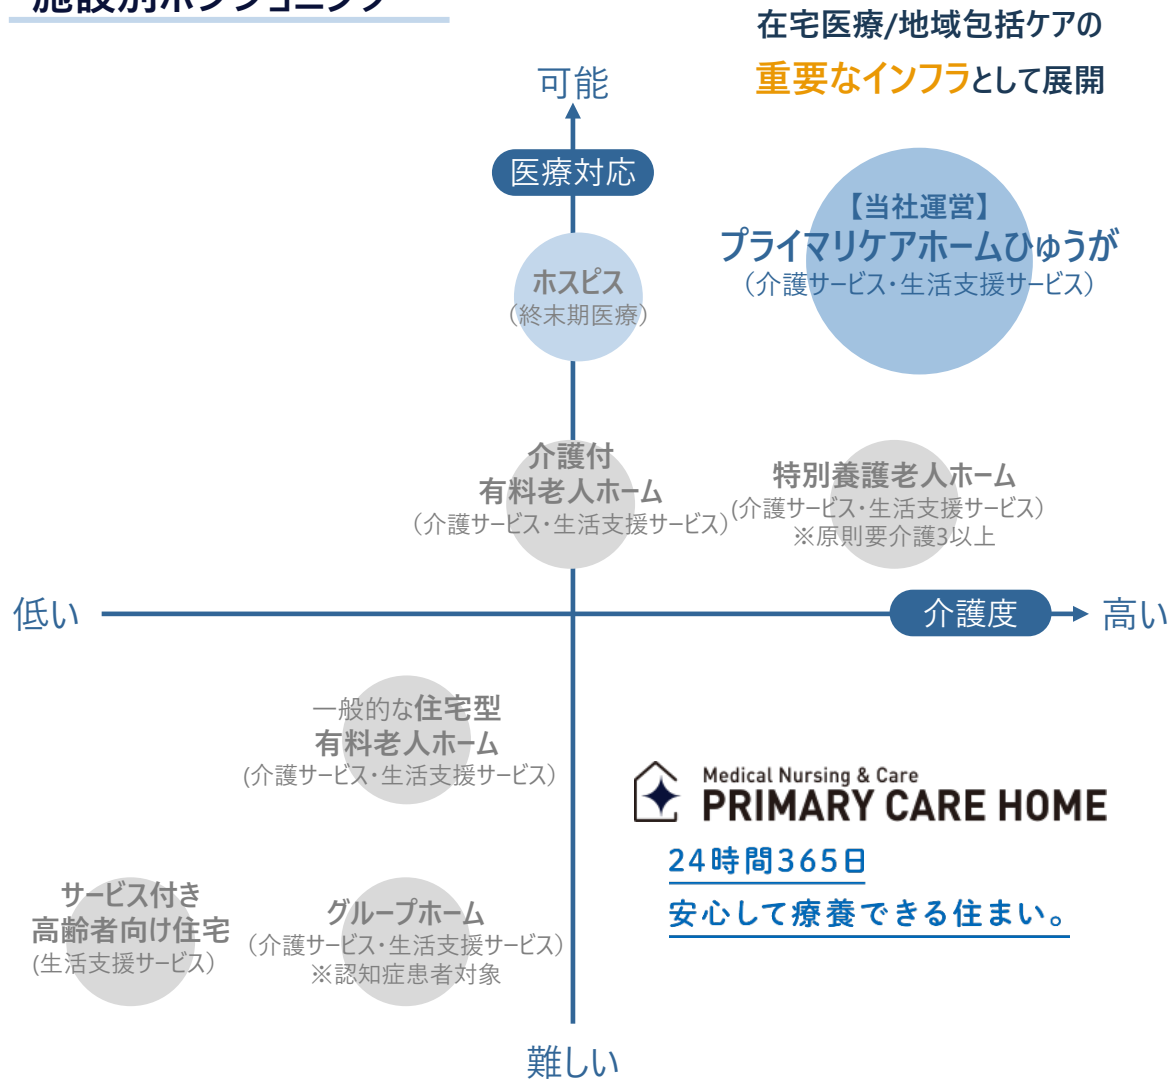 施設別ポジショニング
在宅医療/地域包括ケアの
重要なインフラとして展開
可能
医療対応
【当社運営】
プライマリケアホームひゅうが
（介護サービス・生活支援サービス）
ホスピス
（終末期医療）
介護付
有料老人ホーム
（介護サービス・生活支援サービス）
特別養護老人ホーム
(介護サービス・生活支援サービス）
※原則要介護3以上
低い
介護度
高い
一般的な住宅型
有料老人ホーム
(介護サービス・生活支援サービス）
Medical Nursing & Care
PRIMARY CARE HOME
24時間365日
安心して療養できる住まい。
サービス付き
高齢者向け住宅
(生活支援サービス）
グループホーム
（介護サービス・生活支援サービス）
※認知症患者対象
難しい